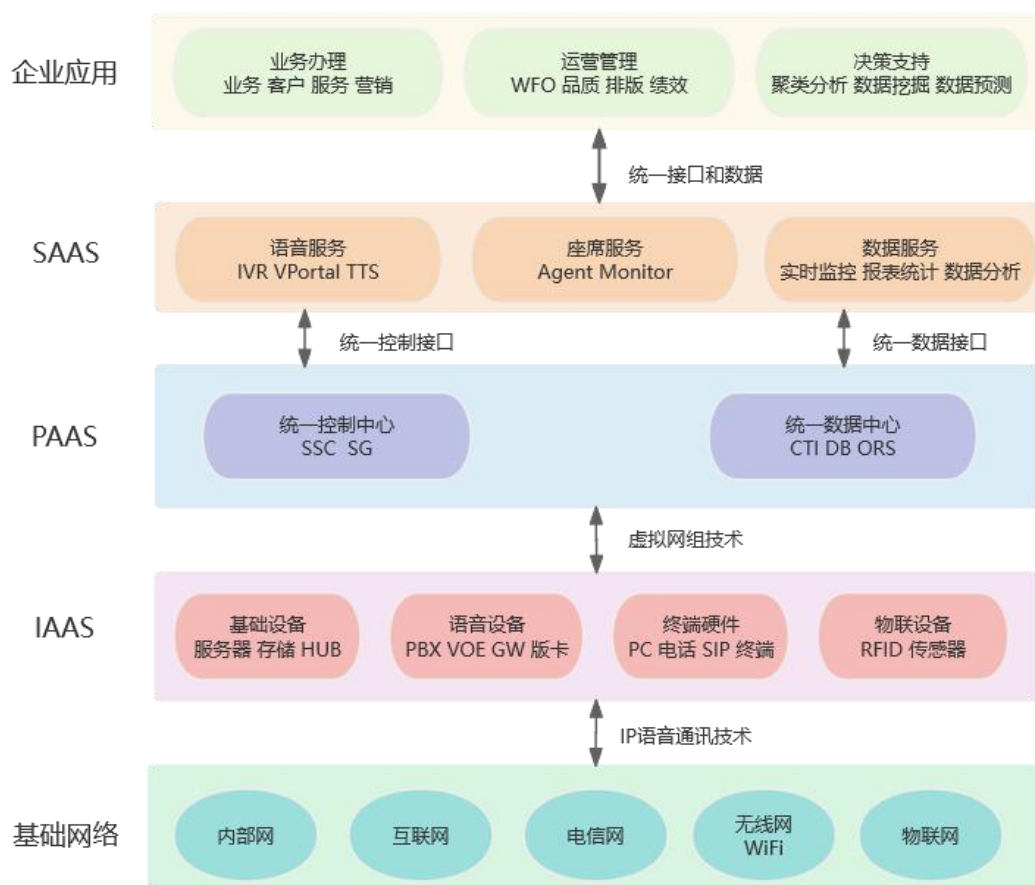 企业应用
业务办理
业务 客户 服务 营销
运营管理
WFO 品质 排版 绩效
决策支持
聚类分析 数据挖掘 数据预测
统一接口和数据
SAAS
语音服务
IVR VPortal TTS
座席服务
Agent Monitor
数据服务
实时监控 报表统计 数据分析
统一控制接口
统一数据接口
PAAS
统一控制中心
SSC SG
统一数据中心
CTI DB ORS
虚拟网组技术
IAAS
基础设备
服务器 存储 HUB
语音设备
PBX VOE GW 版卡
终端硬件
PC 电话 SIP 终端
物联设备
RFID 传感器
IP语音通讯技术
基础网络
内部网
互联网
电信网
无线网
WiFi
物联网